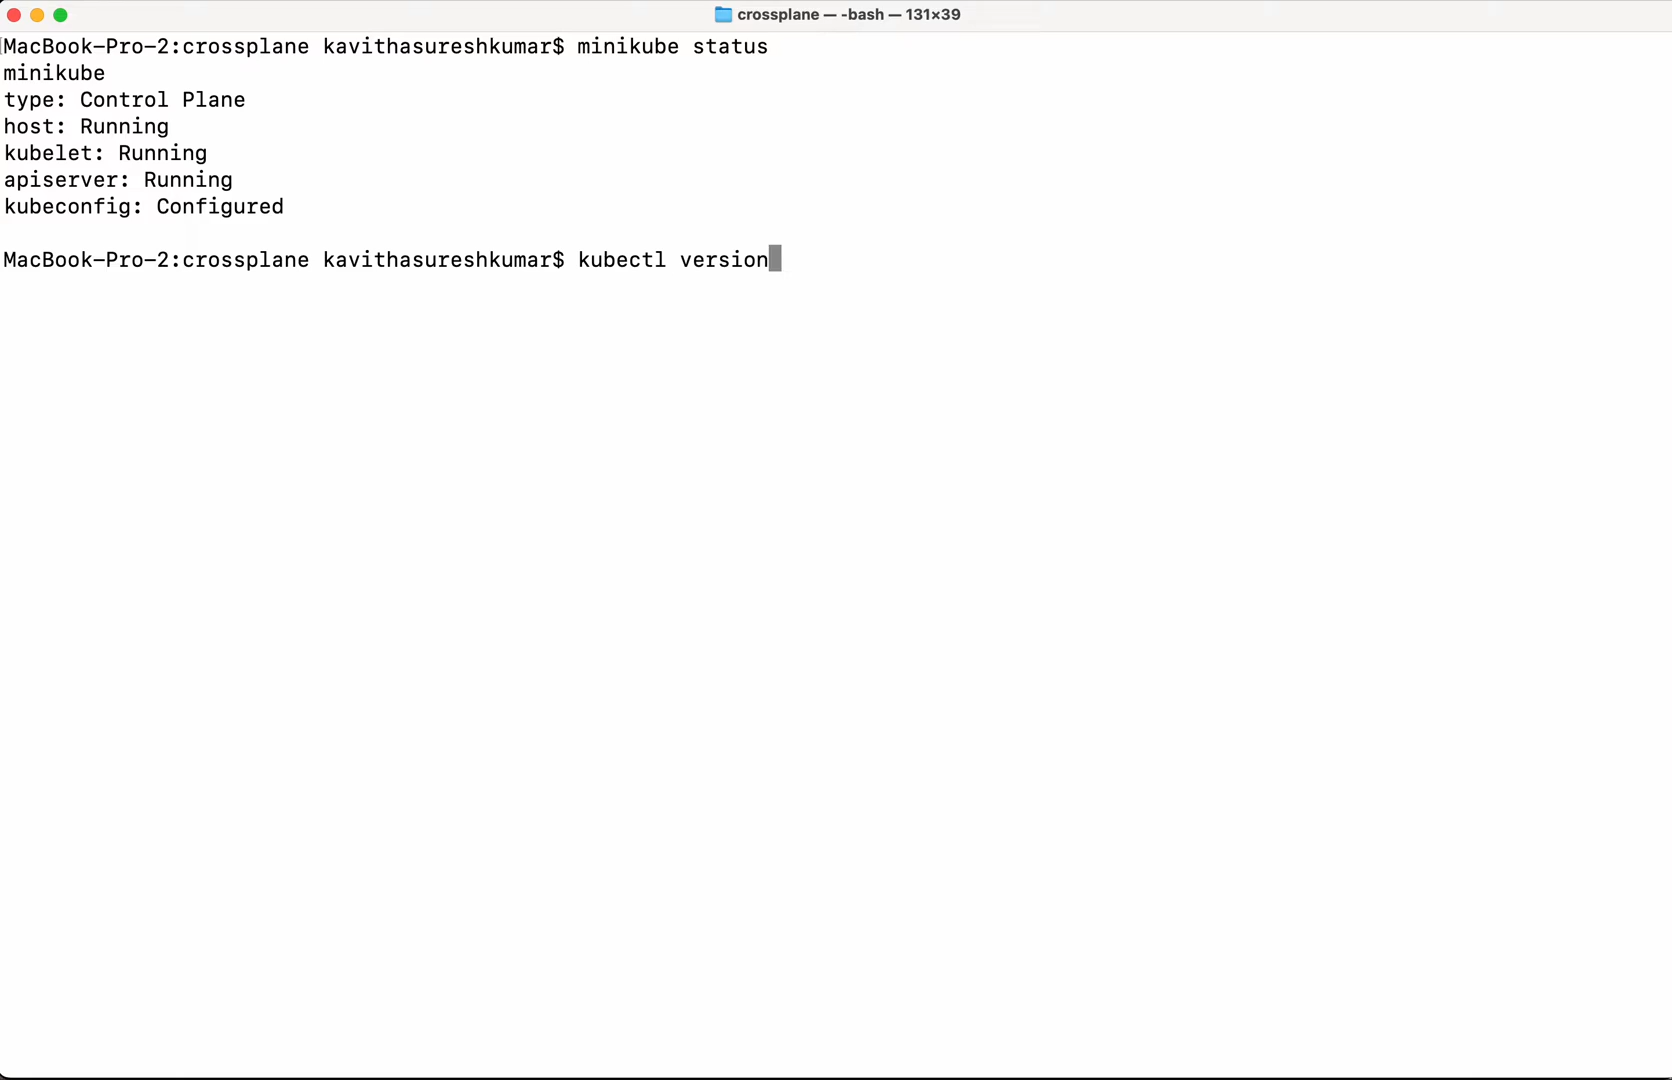 crossplane — -bash — 131×39
MacBook-Pro-2:crossplane kavithasureshkumar$ minikube status
minikube
type: Control Plane
host: Running
kubelet: Running
apiserver: Running
kubeconfig: Configured
MacBook-Pro-2:crossplane kavithasureshkumar$ kubectl version